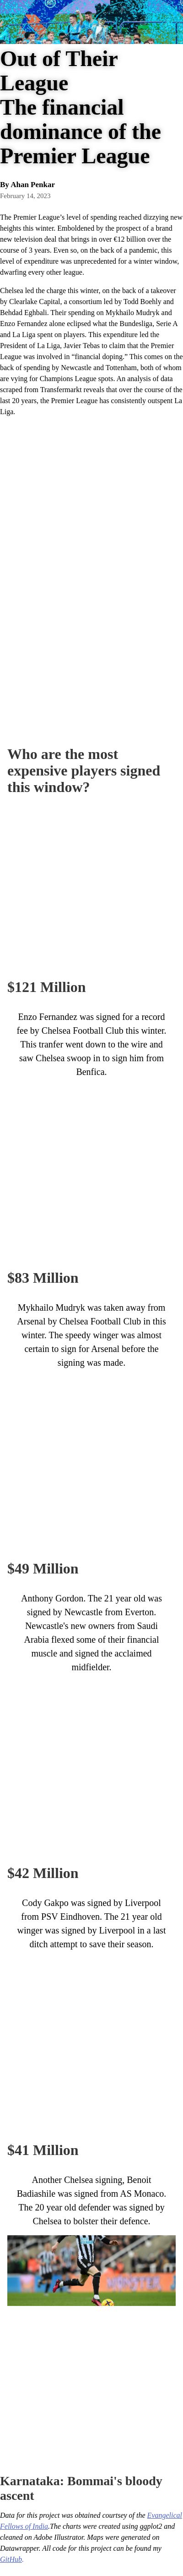 Out of Their
League
The financial
dominance of the
Premier League
By Ahan Penkar
February 14, 2023
The Premier League's level of spending reached dizzying new
heights this winter. Emboldened by the prospect of a brand
new television deal that brings in over €12 billion over the
course of 3 years. Even so, on the back of a pandemic, this
level of expenditure was unprecedented for a winter window,
dwarfing every other league.
Chelsea led the charge this winter, on the back of a takeover
by Clearlake Capital, a consortium led by Todd Boehly and
Behdad Eghbali. Their spending on Mykhailo Mudryk and
Enzo Fernandez alone eclipsed what the Bundesliga, Serie A
and La Liga spent on players. This expenditure led the
President of La Liga, Javier Tebas to claim that the Premier
League was involved in “financial doping.” This comes on the
back of spending by Newcastle and Tottenham, both of whom
are vying for Champions League spots. An analysis of data
scraped from Transfermarkt reveals that over the course of the
last 20 years, the Premier League has consistently outspent La
Liga.
Who are the most
expensive players signed
this window?
$121 Million
Enzo Fernandez was signed for a record
fee by Chelsea Football Club this winter.
This tranfer went down to the wire and
saw Chelsea swoop in to sign him from
Benfica.
$83 Million
Mykhailo Mudryk was taken away from
Arsenal by Chelsea Football Club in this
winter. The speedy winger was almost
certain to sign for Arsenal before the
signing was made.
$49 Million
Anthony Gordon. The 21 year old was
signed by Newcastle from Everton.
Newcastle's new owners from Saudi
Arabia flexed some of their financial
muscle and signed the acclaimed
midfielder.
$42 Million
Cody Gakpo was signed by Liverpool
from PSV Eindhoven. The 21 year old
winger was signed by Liverpool in a last
ditch attempt to save their season.
$41 Million
Another Chelsea signing, Benoit
Badiashile was signed from AS Monaco.
The 20 year old defender was signed by
Chelsea to bolster their defence.
Karnataka: Bommai's bloody
ascent
Data for this project was obtained courtsey of the Evangelical
Fellows of India.The charts were created using ggplot2 and
cleaned on Adobe Illustrator. Maps were generated on
Datawrapper. All code for this project can be found my
GitHub.